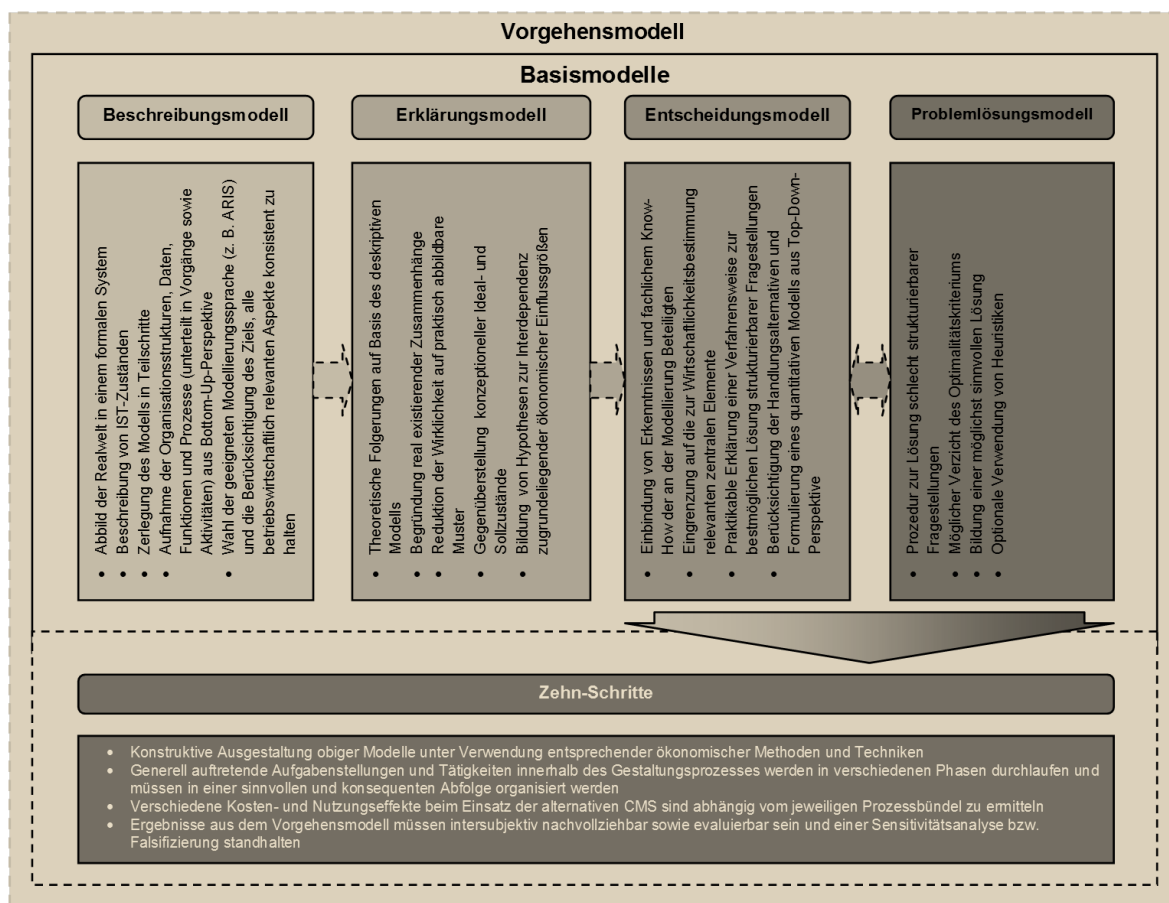 Vorgehensmodell
Basismodelle
Beschreibungsmodell
Erklärungsmodell
Entscheidungsmodell
Problemlösungsmodell
• Abbild der Realwelt in einem formalen System
• Beschreibung von IST-Zuständen
• Zerlegung des Modells in Teilschritte
• Aufnahme der Organisationstrukturen, Daten,
Funktionen und Prozesse (unterteilt in Vorgänge sowie
Aktivitäten) aus Bottom-Up-Perspektive
• Wahl der geeigneten Modellierungssprache (z. B. ARIS)
und die Berücksichtigung des Ziels, alle
betriebswirtschaftlich relevanten Aspekte konsistent zu
halten
• Theoretische Folgerungen auf Basis des deskriptiven
Modells
• Begründung real existierender Zusammenhänge
• Reduktion der Wirklichkeit auf praktisch abbildbare
Muster
• Gegenüberstellung konzeptioneller Ideal- und
Sollzustände
• Bildung von Hypothesen zur Interdependenz
zugrundeliegender ökonomischer Einflussgrößen
• Einbindung von Erkenntnissen und fachlichem Know-
How der an der Modellierung Beteiligten
• Eingrenzung auf die zur Wirtschaftlichkeitsbestimmung
relevanten zentralen Elemente
• Praktikable Erklärung einer Verfahrensweise zur
bestmöglichen Lösung strukturierbarer Fragestellungen
• Berücksichtigung der Handlungsalternativen und
Formulierung eines quantitativen Modells aus Top-Down-
Perspektive
• Prozedur zur Lösung schlecht strukturierbarer
Fragestellungen
• Möglicher Verzicht des Optimalitätskriteriums
• Bildung einer möglichst sinnvollen Lösung
• Optionale Verwendung von Heuristiken
Zehn-Schritte
• Konstruktive Ausgestaltung obiger Modelle unter Verwendung entsprechender ökonomischer Methoden und Techniken
• Generell auftretende Aufgabenstellungen und Tätigkeiten innerhalb des Gestaltungsprozesses werden in verschiedenen Phasen durchlaufen und
müssen in einer sinnvollen und konsequenten Abfolge organisiert werden
• Verschiedene Kosten- und Nutzungseffekte beim Einsatz der alternativen CMS sind abhängig vom jeweiligen Prozessbündel zu ermitteln
• Ergebnisse aus dem Vorgehensmodell müssen intersubjektiv nachvollziehbar sowie evaluierbar sein und einer Sensitivitätsanalyse bzw.
Falsifizierung standhalten